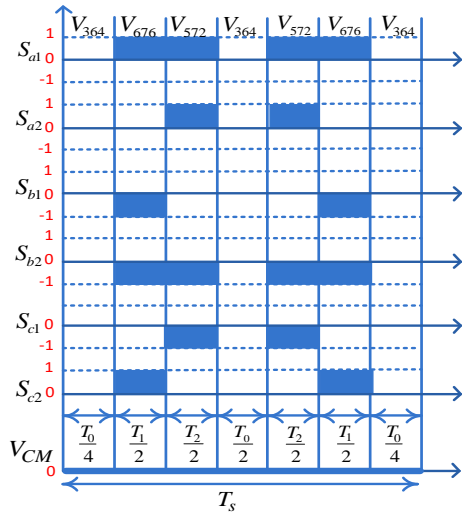 V364 V676 V572 V364 V572 V676 V364
1
Sa1 0
-1
1
Sa2 0
-1
1
Sb1 0
-1
1
Sb2 0
-1
Sc1 0
-1
1
Sc2 0
T0/4 T1/2 T2/2 T0/2 T2/2 T1/2 T0/4
VCM
0
Ts